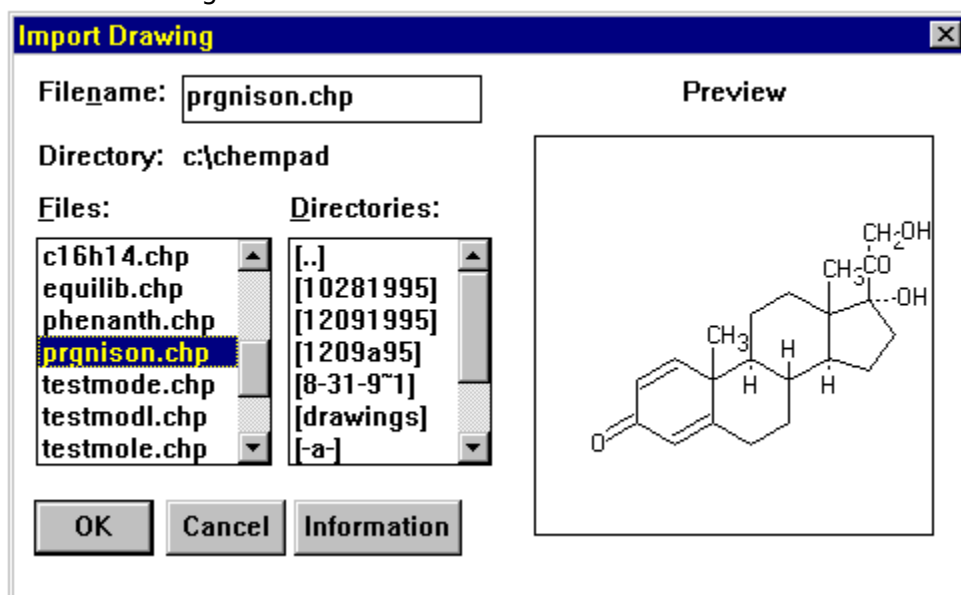 Import Drawing
Filename: prgnison.chp
Preview
Directory: c:\chempad
Files:
Directories:
c16h14.chp
equilib.chp
phenanth.chp
prgnison.chp
testmode.chp
testmodl.chp
testmole.chp
[..]
[10281995]
[12091995]
[1209a95]
[8-31-9~1]
[drawings]
[-a-]
OK
Cancel
Information
CH2OH
CH3
CO
OH
CH3
H
H
H
O